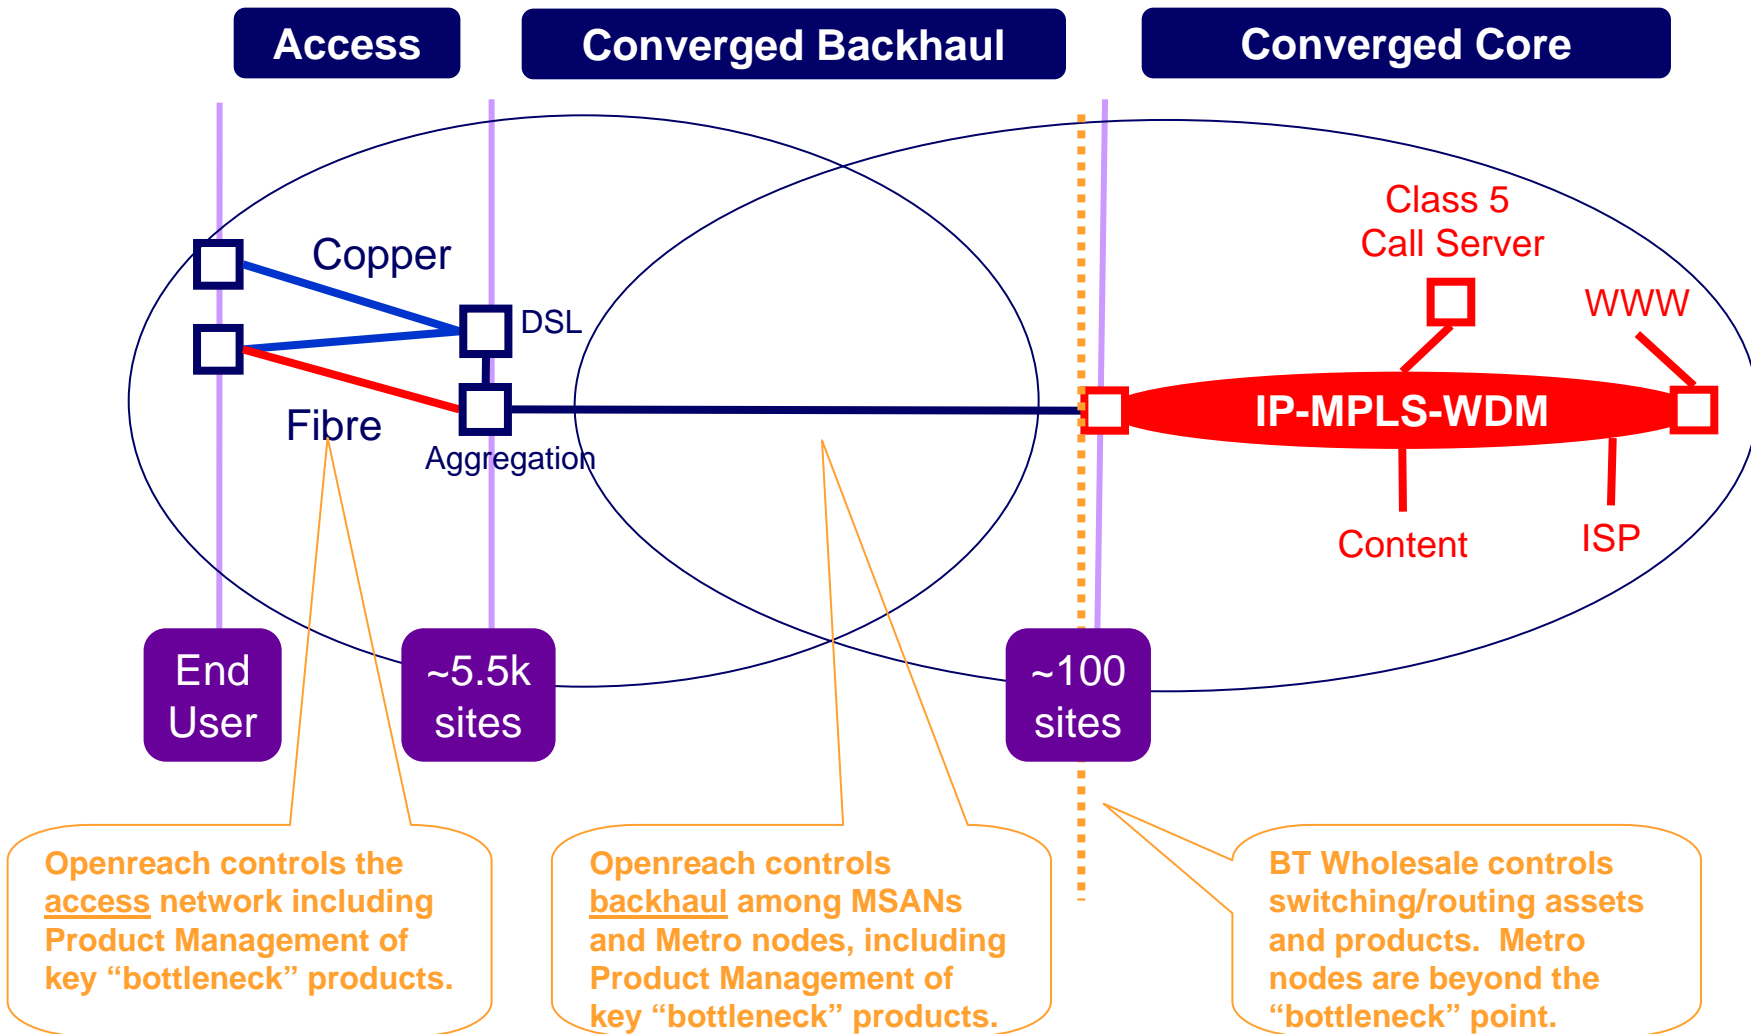 Access
Converged Backhaul
Converged Core
Class 5
Call Server
Copper
WWW
DSL
IP-MPLS-WDM
Fibre
Aggregation
Content
ISP
End
User
~5.5k
sites
~100
sites
Openreach controls the
access network including
Product Management of
key “bottleneck” products.
Openreach controls
backhaul among MSANs
and Metro nodes, including
Product Management of
key “bottleneck” products.
BT Wholesale controls
switching/routing assets
and products.  Metro
nodes are beyond the
“bottleneck” point.